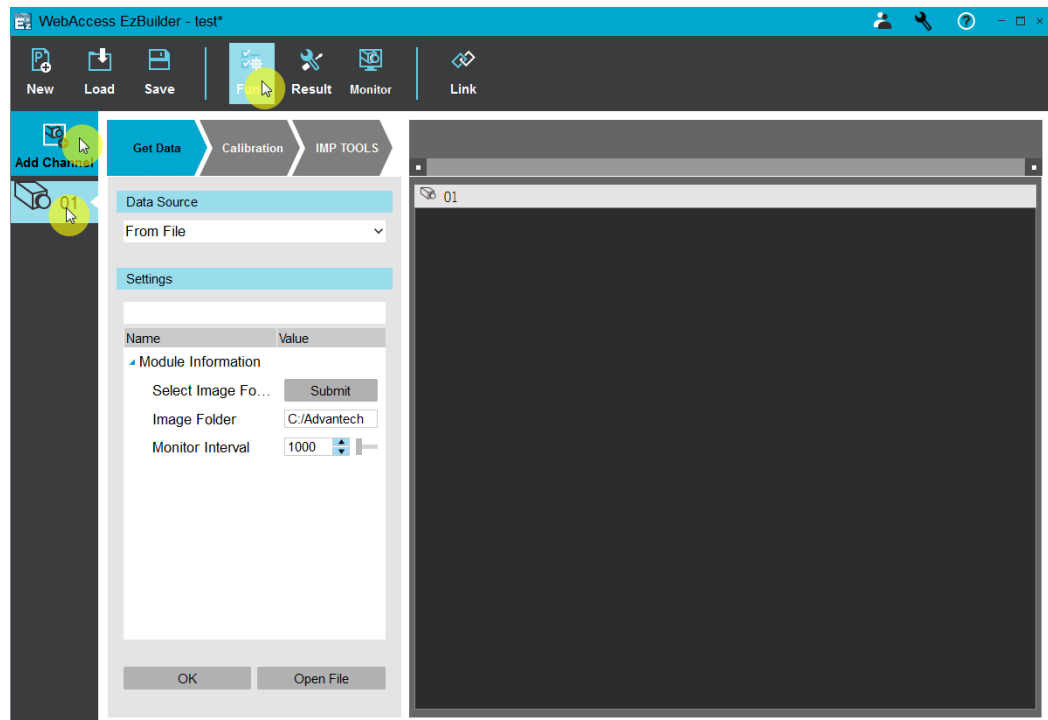 WebAccess EzBuilder - test*
New Load Save Result Monitor Link
Add Channel
01
Get Data Calibration IMP TOOLS
Data Source
From File
Settings
Name Value
Module Information
Select Image Fo... Submit
Image Folder C:/Advantech
Monitor Interval 1000
OK Open File
01